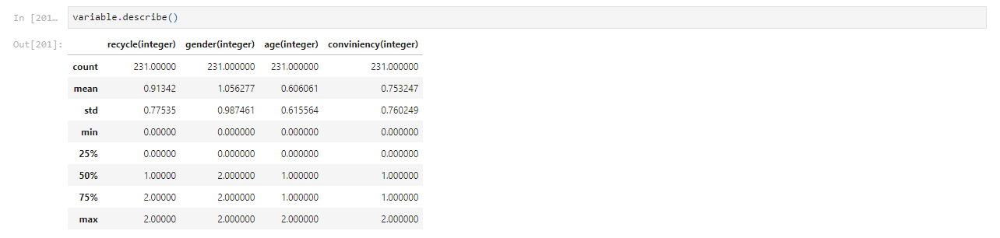 In [201… variable.describe()
Out[201]:
recycle(integer) gender(integer) age(integer) conviniency(integer)
count 231.00000 231.000000 231.000000 231.000000
mean 0.91342 1.056277 0.606061 0.753247
std 0.77535 0.987461 0.615564 0.760249
min 0.00000 0.000000 0.000000 0.000000
25% 0.00000 0.000000 0.000000 0.000000
50% 1.00000 2.000000 1.000000 1.000000
75% 2.00000 2.000000 1.000000 1.000000
max 2.00000 2.000000 2.000000 2.000000